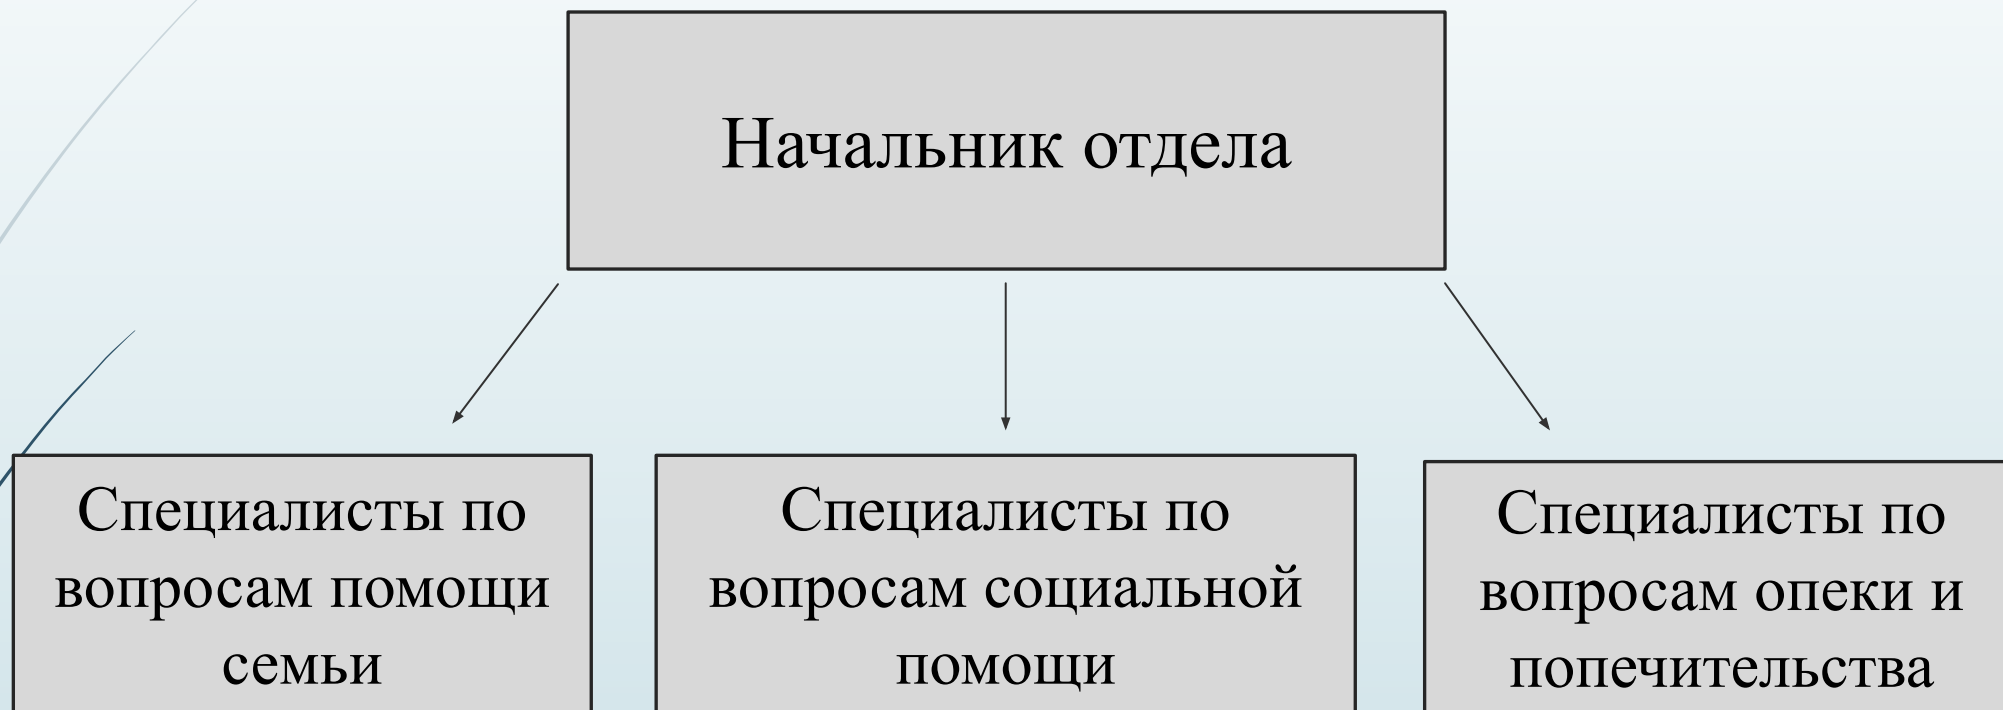 Начальник отдела
Специалисты по
вопросам помощи
семьи
Специалисты по
вопросам социальной
помощи
Специалисты по
вопросам опеки и
попечительства